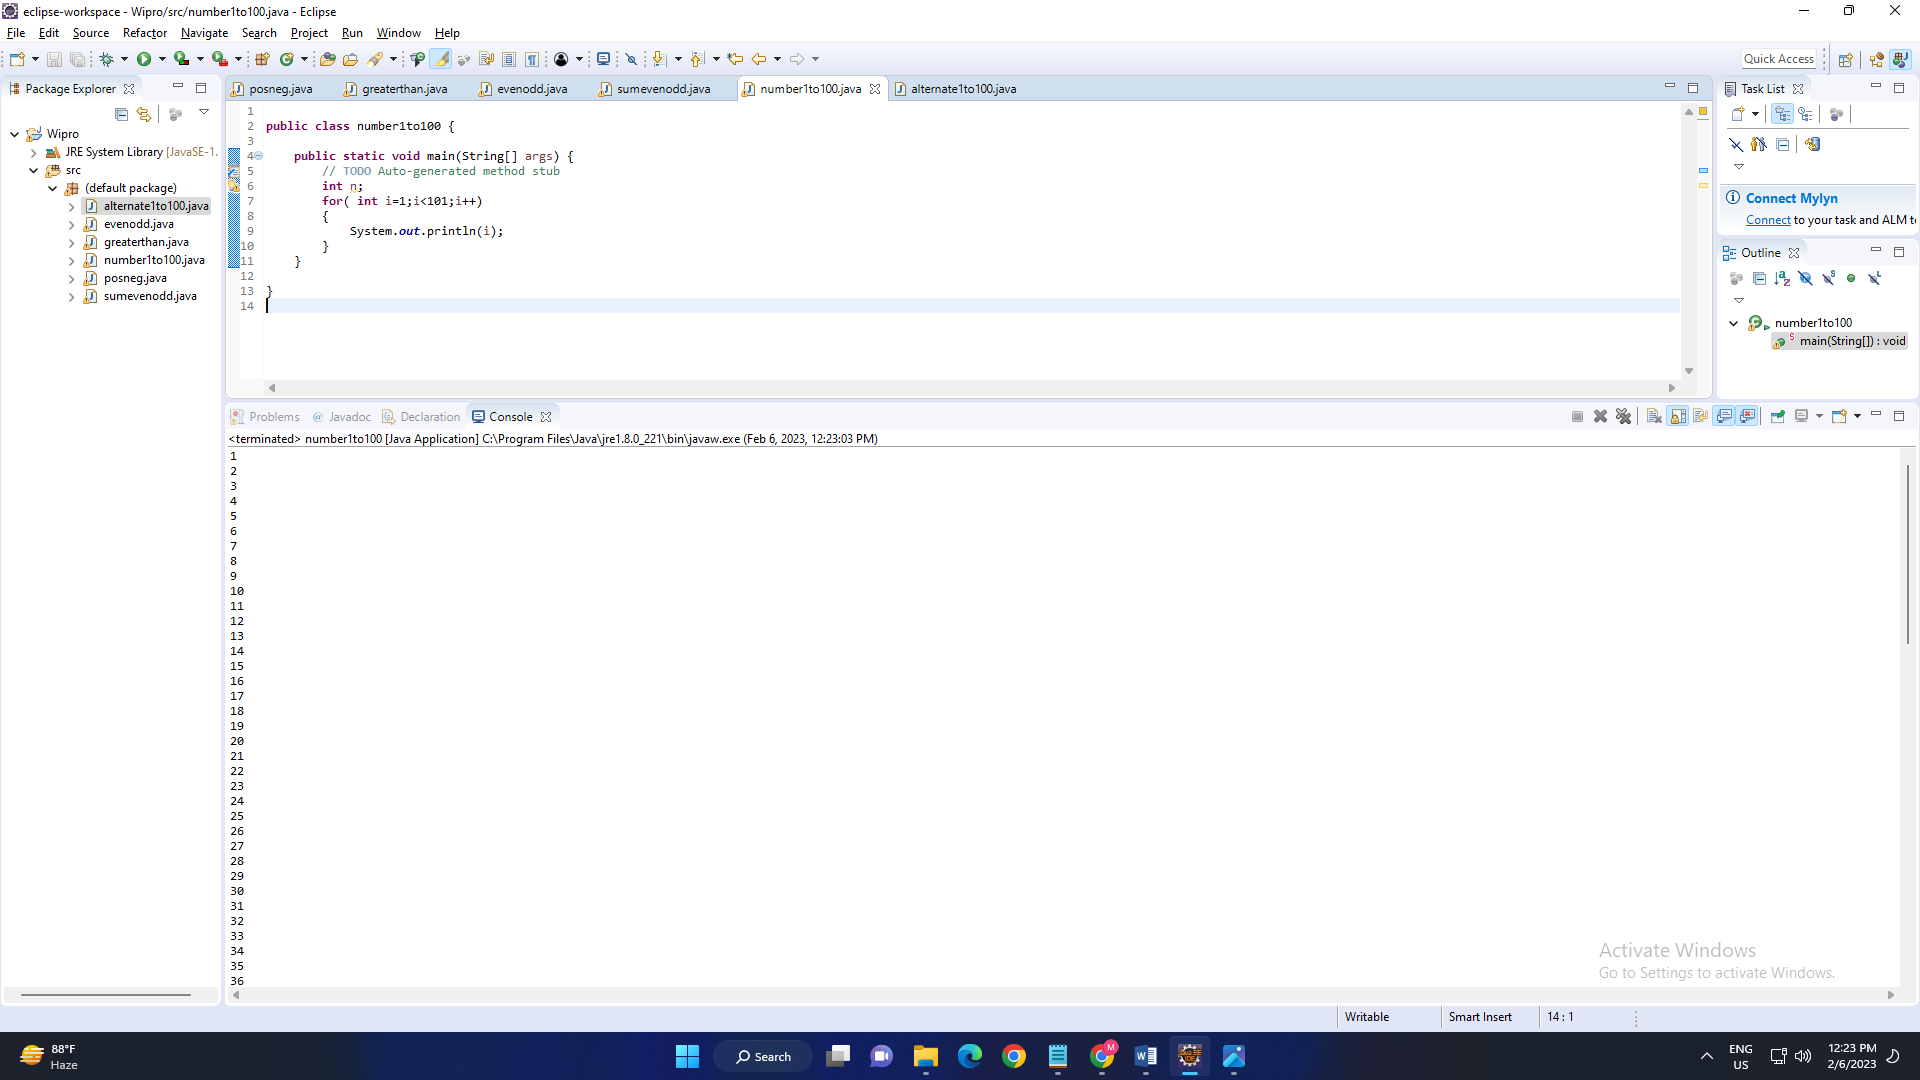 eclipse-workspace - Wipro/src/number1to100.java - Eclipse
File Edit Source Refactor Navigate Search Project Run Window Help
Quick Access
Package Explorer
Wipro
JRE System Library [JavaSE-1.
src
(default package)
alternate1to100.java
evenodd.java
greaterthan.java
number1to100.java
posneg.java
sumevenodd.java
posneg.java greaterthan.java evenodd.java sumevenodd.java number1to100.java alternate1to100.java
1
2 public class number1to100 {
3
4 public static void main(String[] args) {
5 // TODO Auto-generated method stub
6 int n;
7 for( int i=1;i<101;i++)
8 {
9 System.out.println(i);
10 }
11 }
12
13 }
14
Task List
Connect Mylyn
Connect to your task and ALM t
Outline
number1to100
main(String[]) : void
Problems Javadoc Declaration Console
<terminated> number1to100 [Java Application] C:\Program Files\Java\jre1.8.0_221\bin\javaw.exe (Feb 6, 2023, 12:23:03 PM)
1
2
3
4
5
6
7
8
9
10
11
12
13
14
15
16
17
18
19
20
21
22
23
24
25
26
27
28
29
30
31
32
33
34
35
36
Activate Windows
Go to Settings to activate Windows.
Writable Smart Insert 14 : 1
88°F
Haze
Search
ENG
US
12:23 PM
2/6/2023